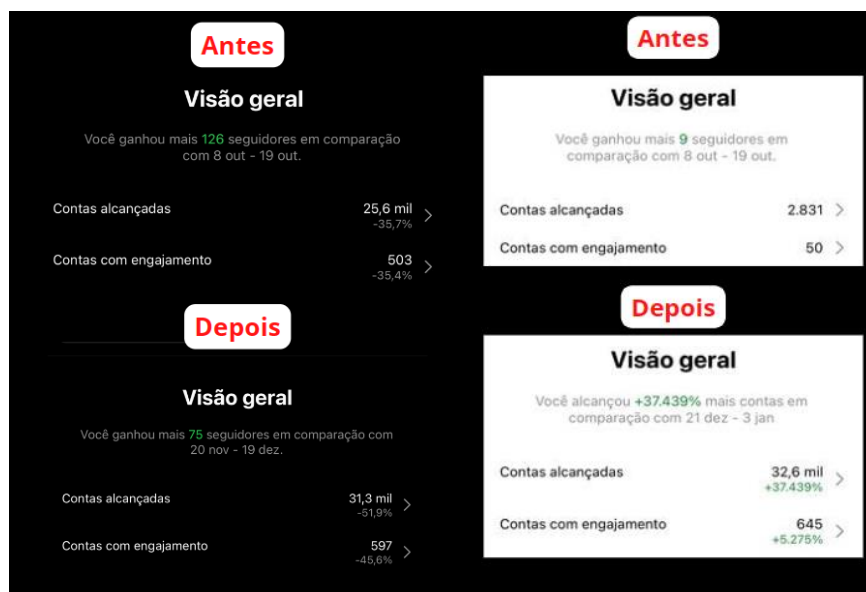 Antes
Visão geral
Você ganhou mais 126 seguidores em comparação
com 8 out - 19 out.
Contas alcançadas 25,6 mil
-35,7%
Contas com engajamento 503
-35,4%
Depois
Visão geral
Você ganhou mais 75 seguidores em comparação com
20 nov - 19 dez.
Contas alcançadas 31,3 mil
-51,9%
Contas com engajamento 597
-45,6%
Antes
Visão geral
Você ganhou mais 9 seguidores em
comparação com 8 out - 19 out.
Contas alcançadas 2.831
Contas com engajamento 50
Depois
Visão geral
Você alcançou +37.439% mais contas em
comparação com 21 dez - 3 jan
Contas alcançadas 32,6 mil
+37.439%
Contas com engajamento 645
+5.275%